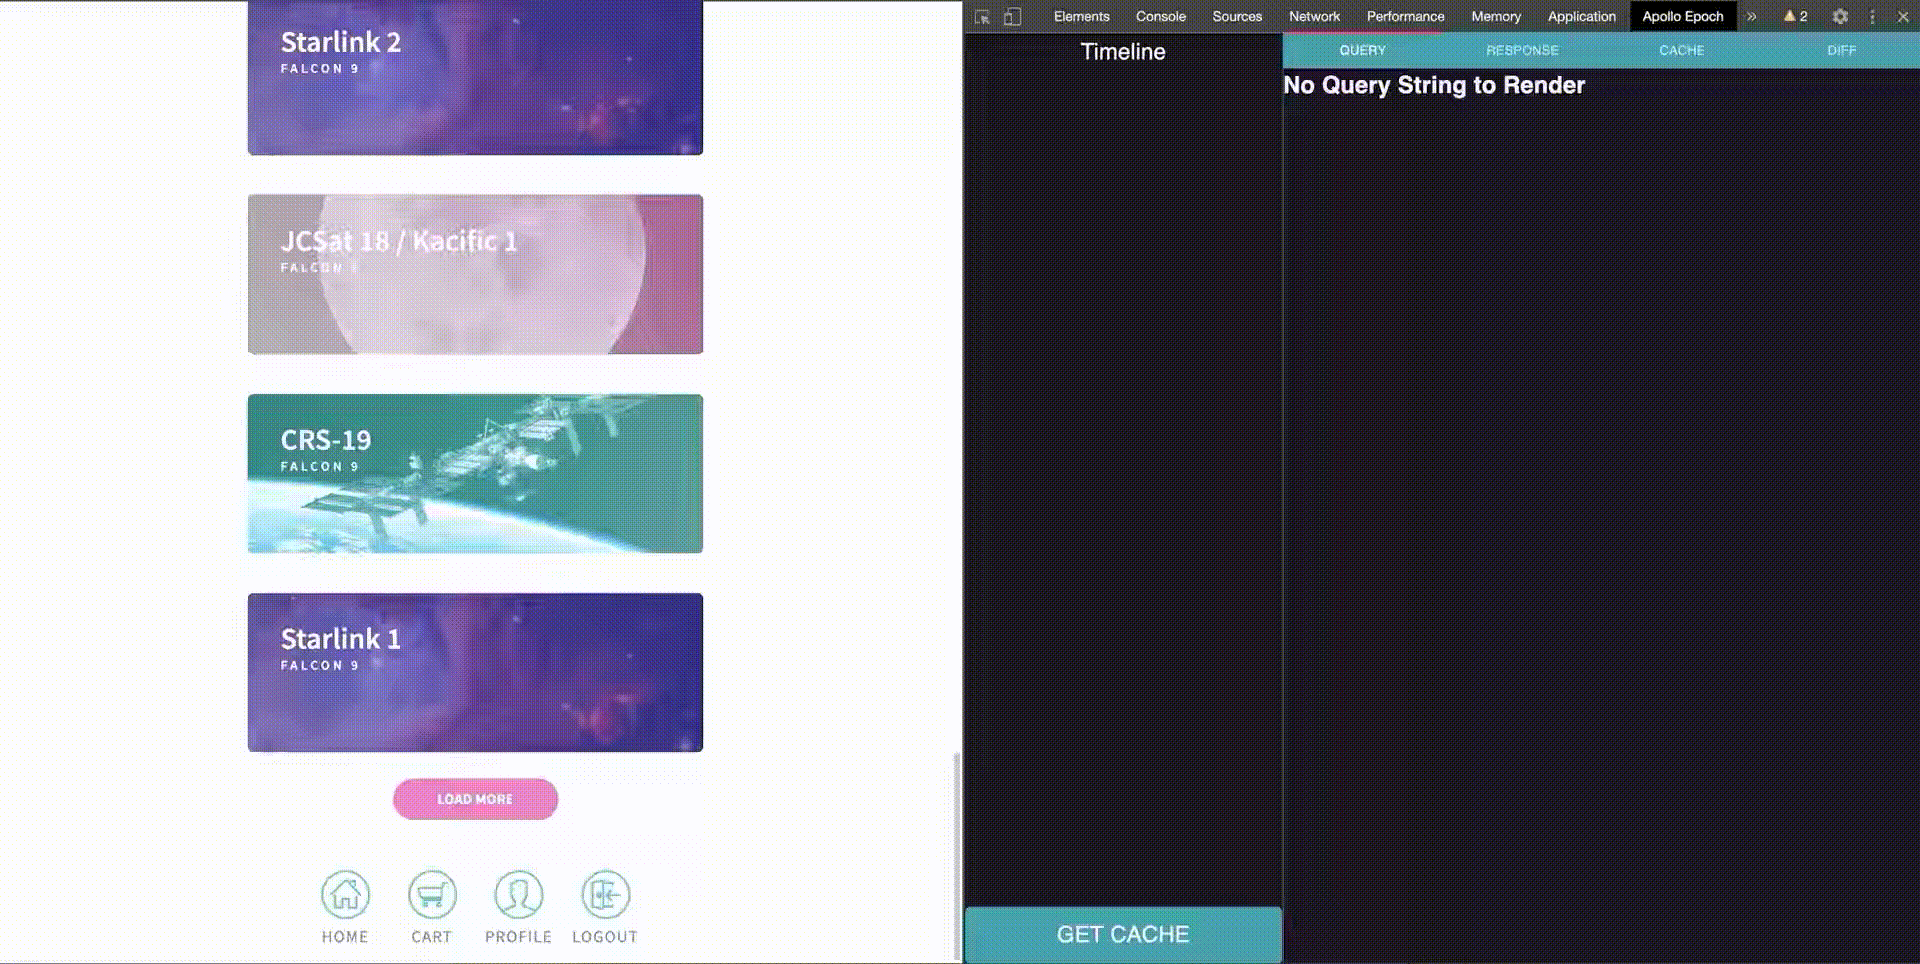 Starlink 2
FALCON 9
JCSat 18 / Kacific 1
FALCON 9
CRS-19
FALCON 9
Starlink 1
FALCON 9
LOAD MORE
HOME CART PROFILE LOGOUT
Elements Console Sources Network Performance Memory Application Apollo Epoch » 2
Timeline
GET CACHE
QUERY RESPONSE CACHE DIFF
No Query String to Render